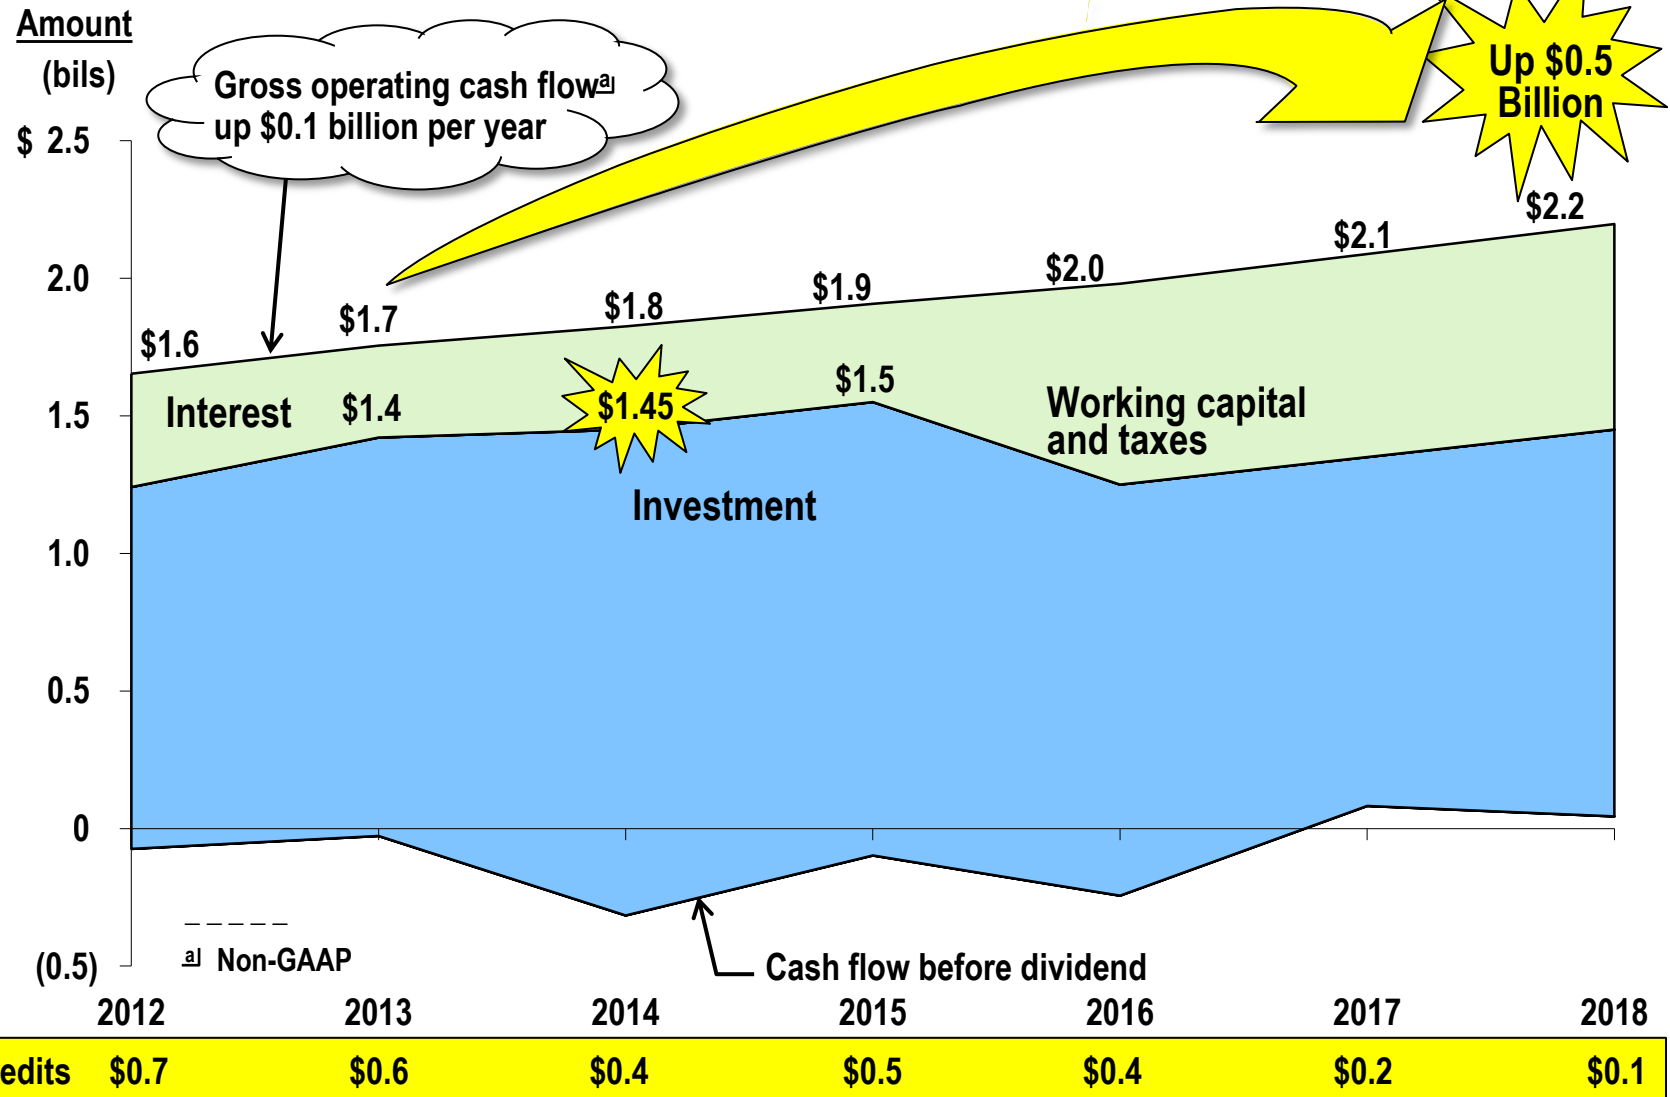 Amount
(bils)
Gross operating cash flow a
up $0.1 billion per year
Up $0.5
Billion
$ 2.5
2.0
1.5
1.0
0.5
0
(0.5)
$1.6
$1.7
$1.8
$1.9
$2.0
$2.1
$2.2
Interest
$1.4
$1.45
$1.5
Working capital
and taxes
Investment
a Non-GAAP
Cash flow before dividend
2012 2013 2014 2015 2016 2017 2018
edits $0.7 $0.6 $0.4 $0.5 $0.4 $0.2 $0.1